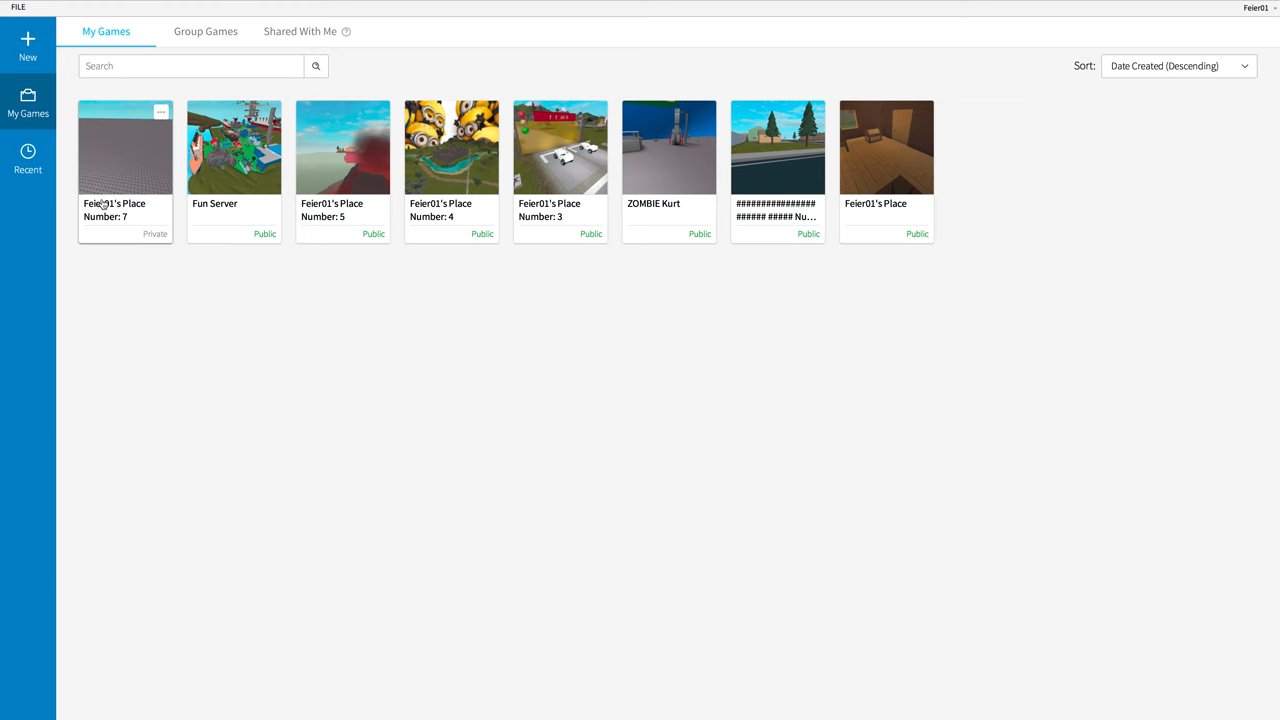 FILE
Feier01
New
My Games
Recent
My Games
Group Games
Shared With Me
Search
Sort:
Date Created (Descending)
Feier01's Place
Number: 7
Private
Fun Server
Public
Feier01's Place
Number: 5
Public
Feier01's Place
Number: 4
Public
Feier01's Place
Number: 3
Public
ZOMBIE Kurt
Public
################
###### ##### Nu...
Public
Feier01's Place
Public